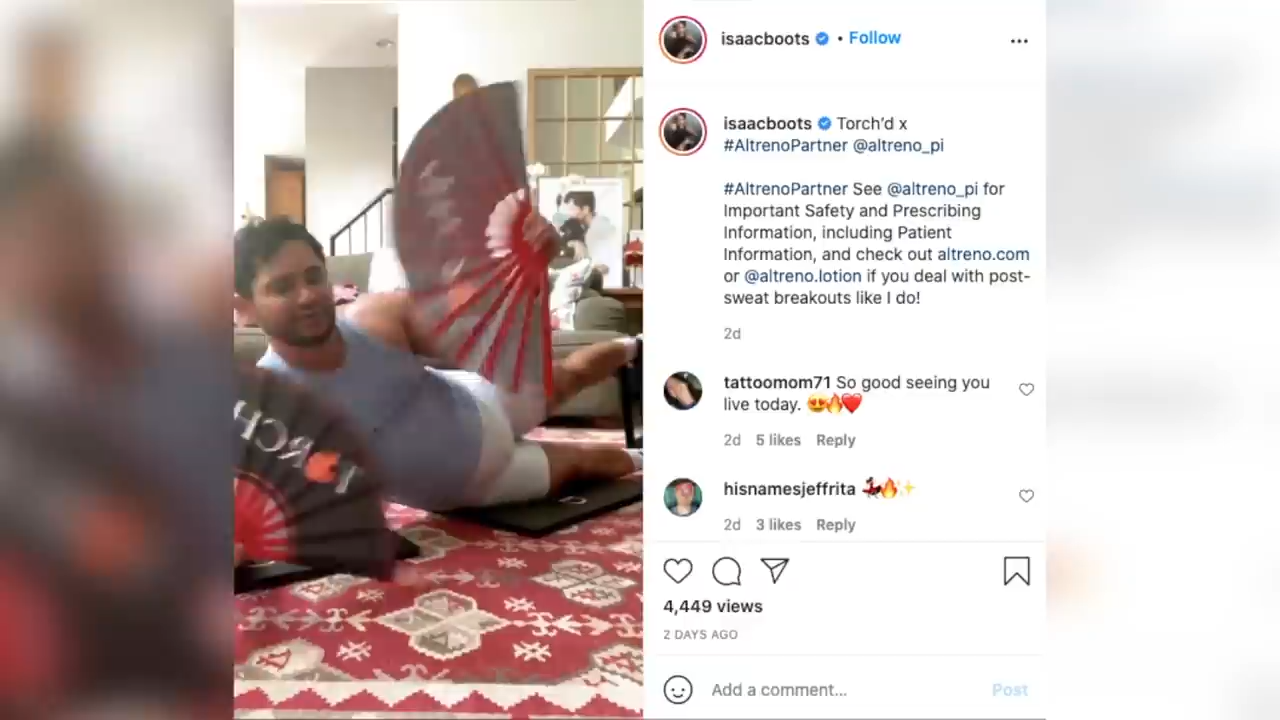 isaacboots • Follow
isaacboots Torch'd x
#AltrenoPartner @altreno_pi
#AltrenoPartner See @altreno_pi for
Important Safety and Prescribing
Information, including Patient
Information, and check out altreno.com
or @altreno.lotion if you deal with post-
sweat breakouts like I do!
2d
tattoomom71 So good seeing you
live today. 😍🔥❤️
2d 5 likes Reply
hisnamesjeffrita 💃🏿🔥✨
2d 3 likes Reply
4,449 views
2 DAYS AGO
Add a comment... Post